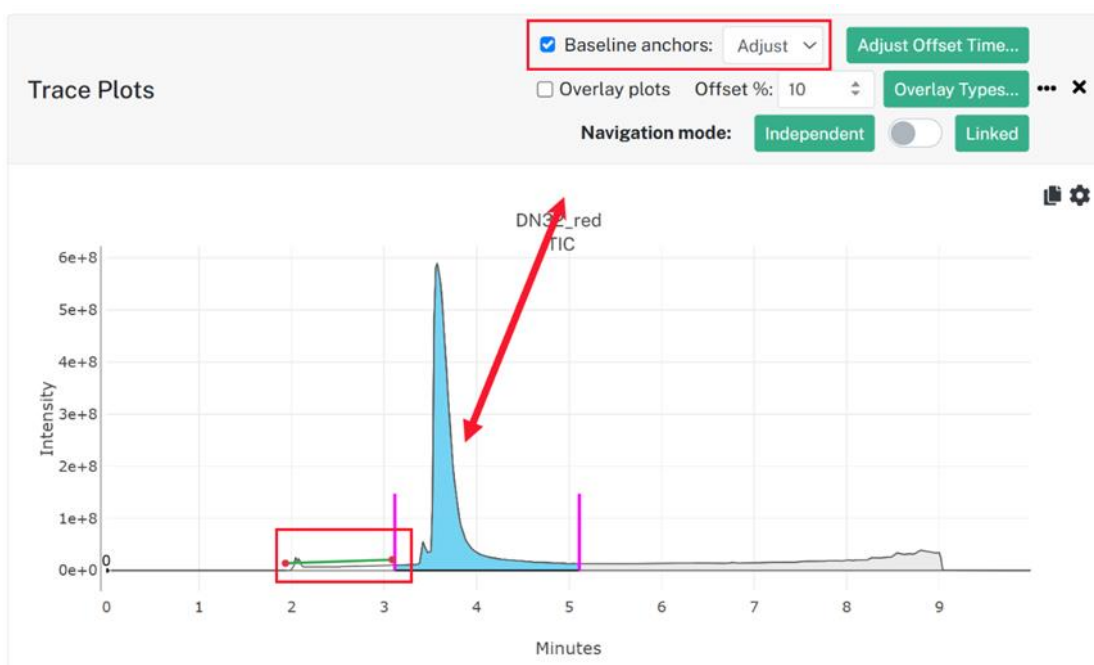 Baseline anchors: Adjust Adjust Offset Time...
Trace Plots
Overlay plots Offset %: 10 Overlay Types...
Navigation mode: Independent Linked
DN32_red
TIC
6e+8
5e+8
4e+8
3e+8
2e+8
1e+8
0e+0
0
Intensity
0 1 2 3 4 5 6 7 8 9
Minutes